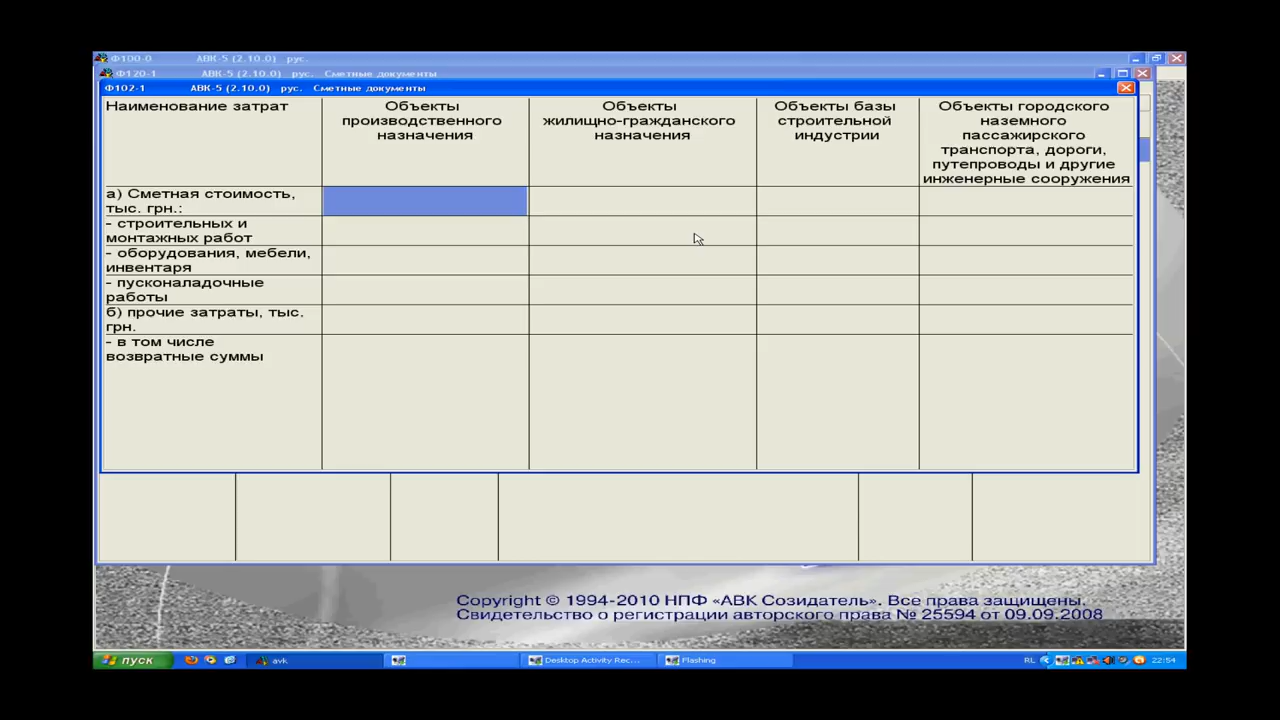 Ф100-0 АВК-5 (2.10.0) рус.
Ф120-1 АВК-5 (2.10.0) рус. Сметные документы
Ф102-1 АВК-5 (2.10.0) рус. Сметные документы
Наименование затрат
Объекты
производственного
назначения
Объекты
жилищно-гражданского
назначения
Объекты базы
строительной
индустрии
Объекты городского
наземного
пассажирского
транспорта, дороги,
путепроводы и другие
инженерные сооружения
а) Сметная стоимость,
тыс. грн.:
- строительных и
монтажных работ
- оборудования, мебели,
инвентаря
- пусконаладочные
работы
б) прочие затраты, тыс.
грн.
- в том числе
возвратные суммы
Copyright © 1994-2010 НПФ «АВК Созидатель». Все права защищены.
Свидетельство о регистрации авторского права № 25594 от 09.09.2008
пуск
avk
Desktop Activity Rec...
Flashing
RL
22:54